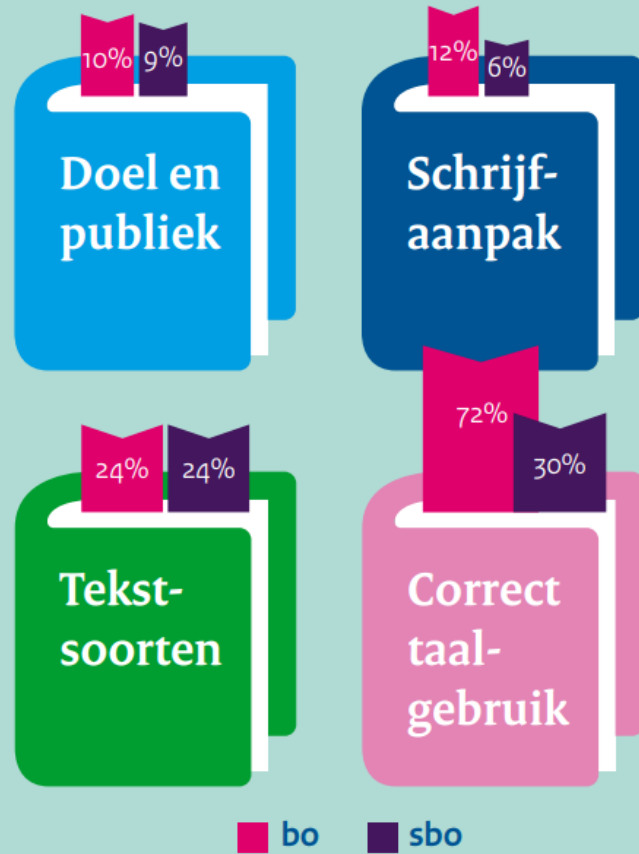 10% 9%
Doel en
publiek
12% 6%
Schrijf-
aanpak
24% 24%
Tekst-
soorten
72% 30%
Correct
taal-
gebruik
bo sbo